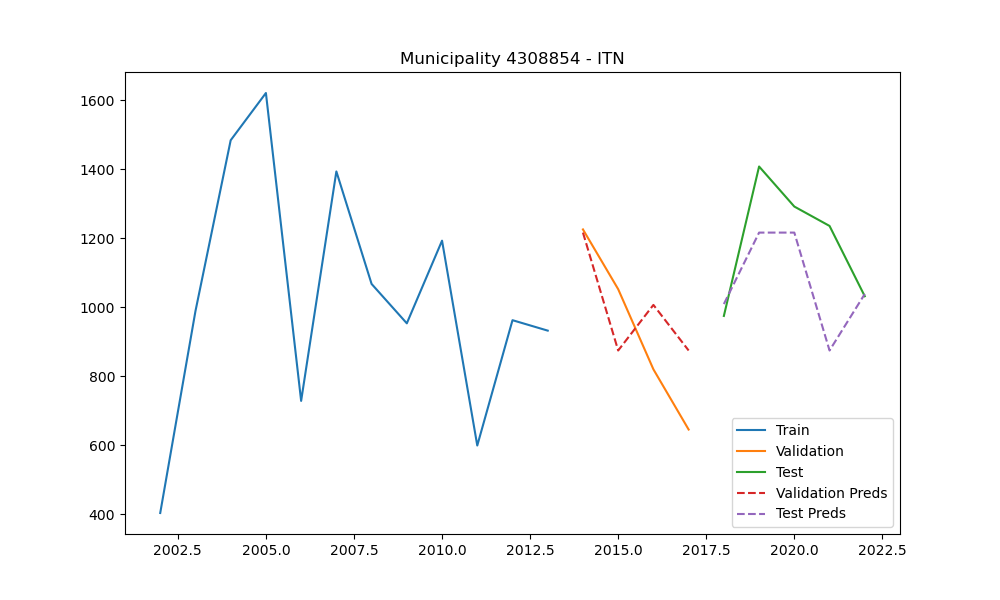 Municipality 4308854 - ITN
1600
1400
1200
1000
800
600
400
2002.5 2005.0 2007.5 2010.0 2012.5 2015.0 2017.5 2020.0 2022.5
Train
Validation
Test
Validation Preds
Test Preds